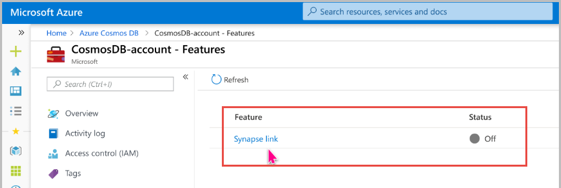 Microsoft Azure
Search resources, services and docs
Home > Azure Cosmos DB > CosmosDB-account - Features
CosmosDB-account - Features
Microsoft
Search (Ctrl+/)
Refresh
Overview
Activity log
Access control (IAM)
Tags
Feature Status
Synapse link Off